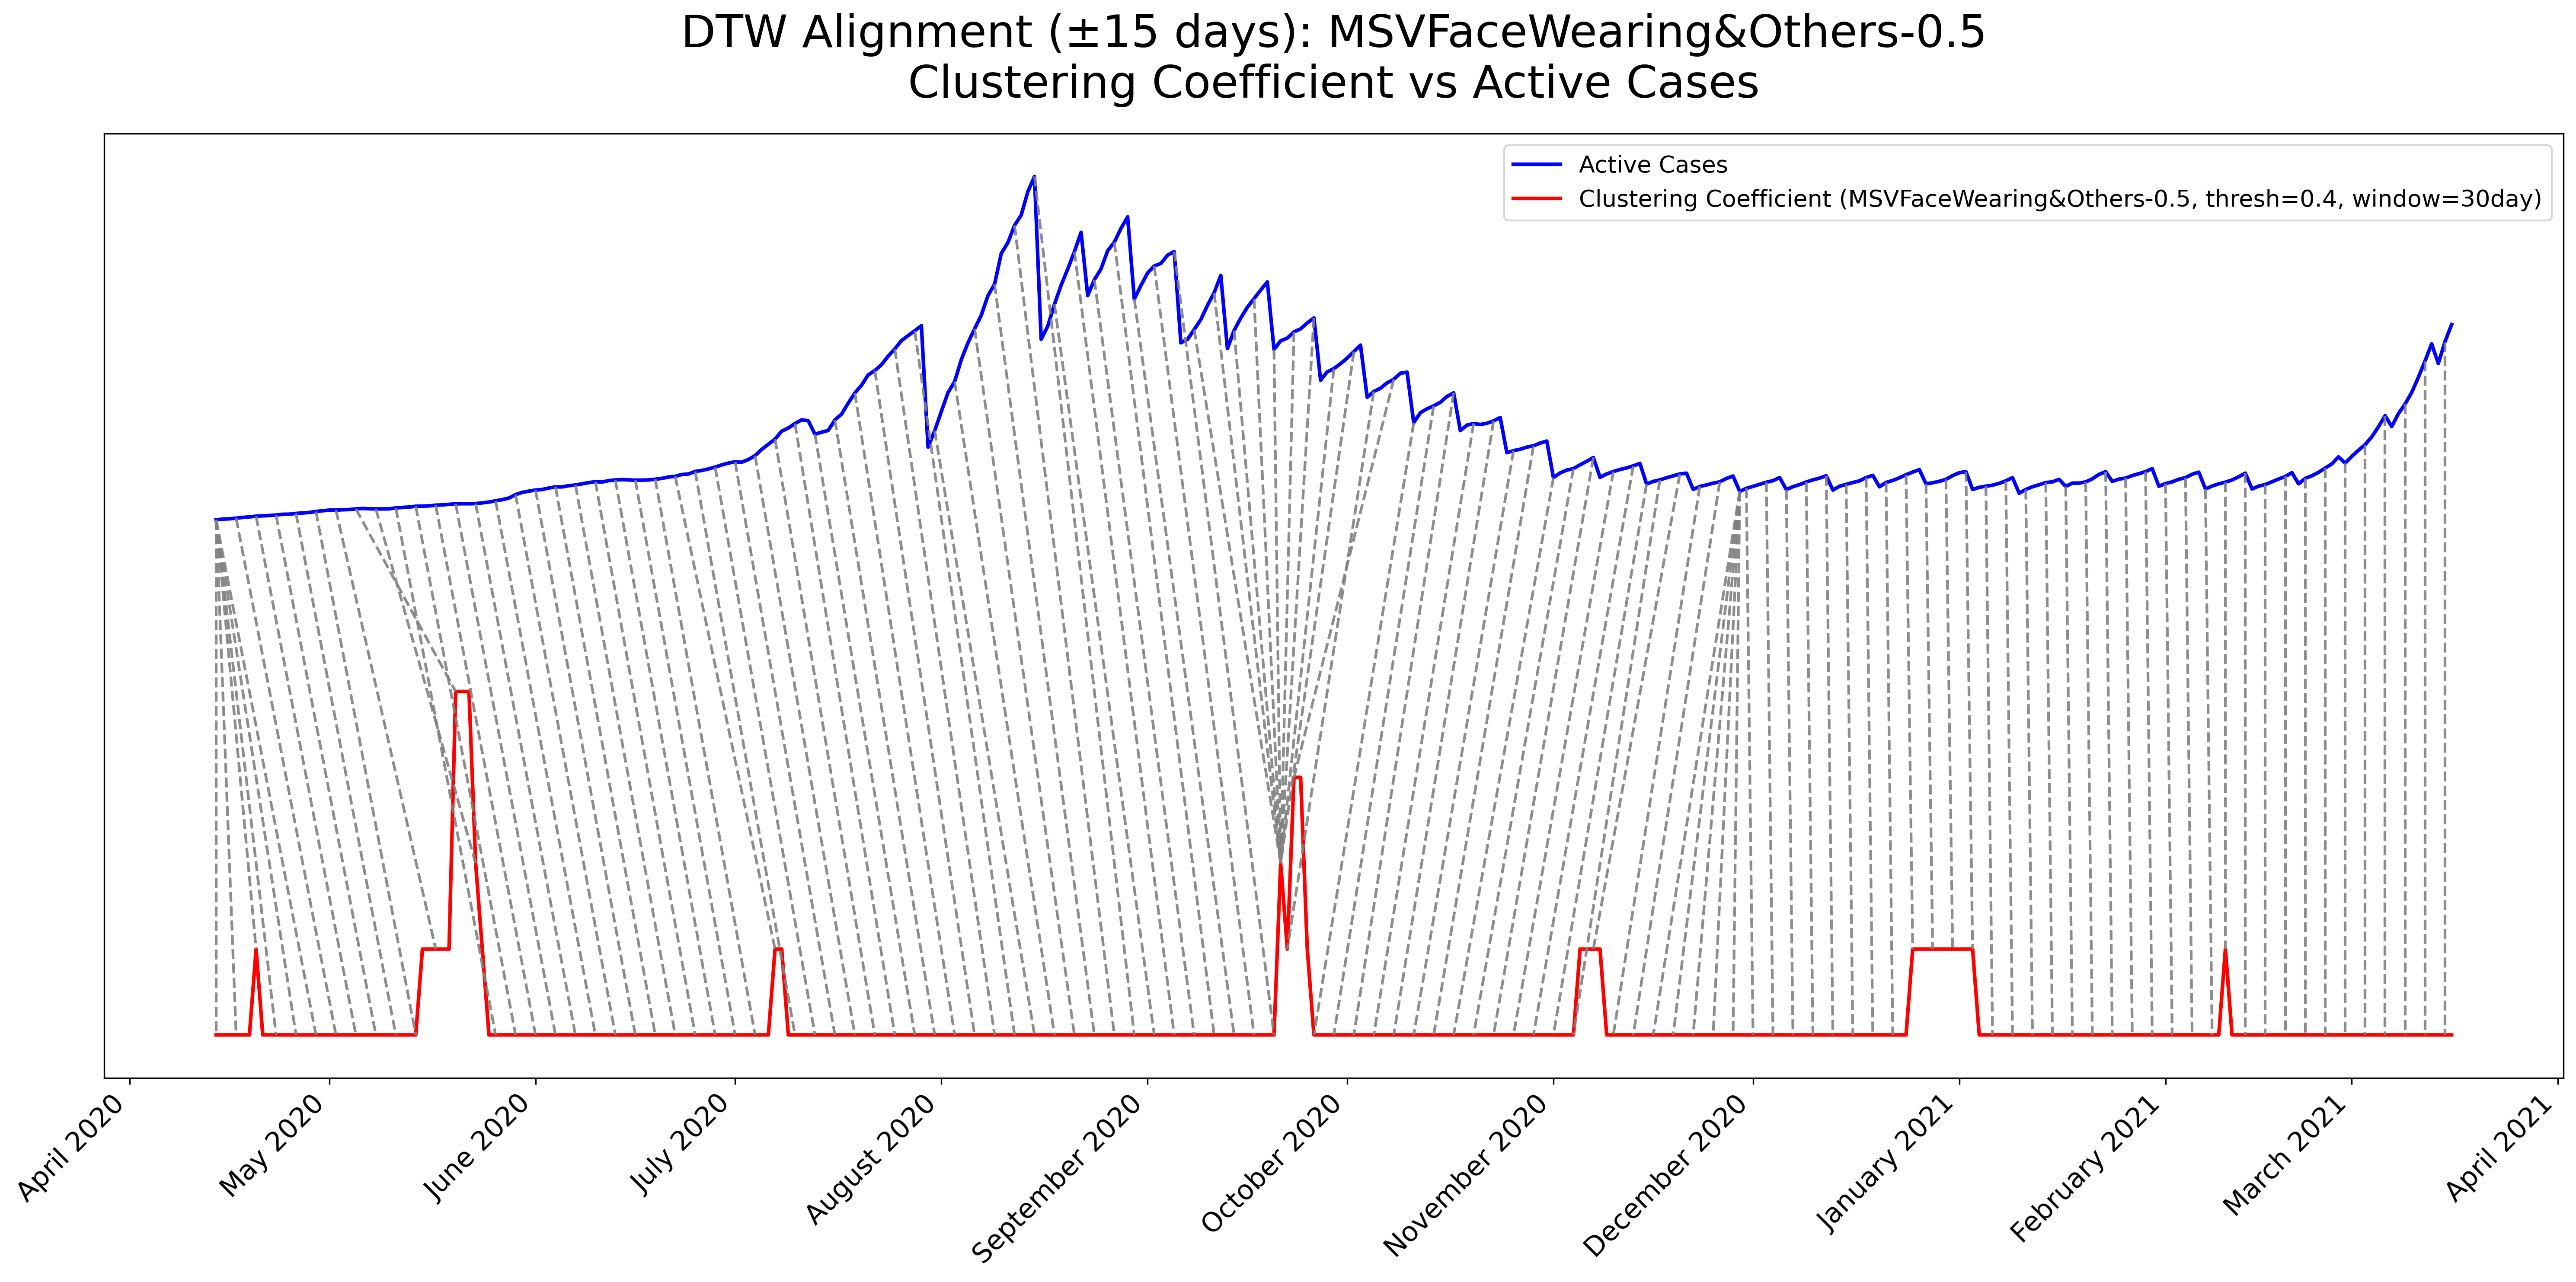 DTW Alignment (±15 days): MSVFaceWearing&Others-0.5
Clustering Coefficient vs Active Cases
Active Cases
Clustering Coefficient (MSVFaceWearing&Others-0.5, thresh=0.4, window=30day)
April 2020
May 2020
June 2020
July 2020
August 2020
September 2020
October 2020
November 2020
December 2020
January 2021
February 2021
March 2021
April 2021